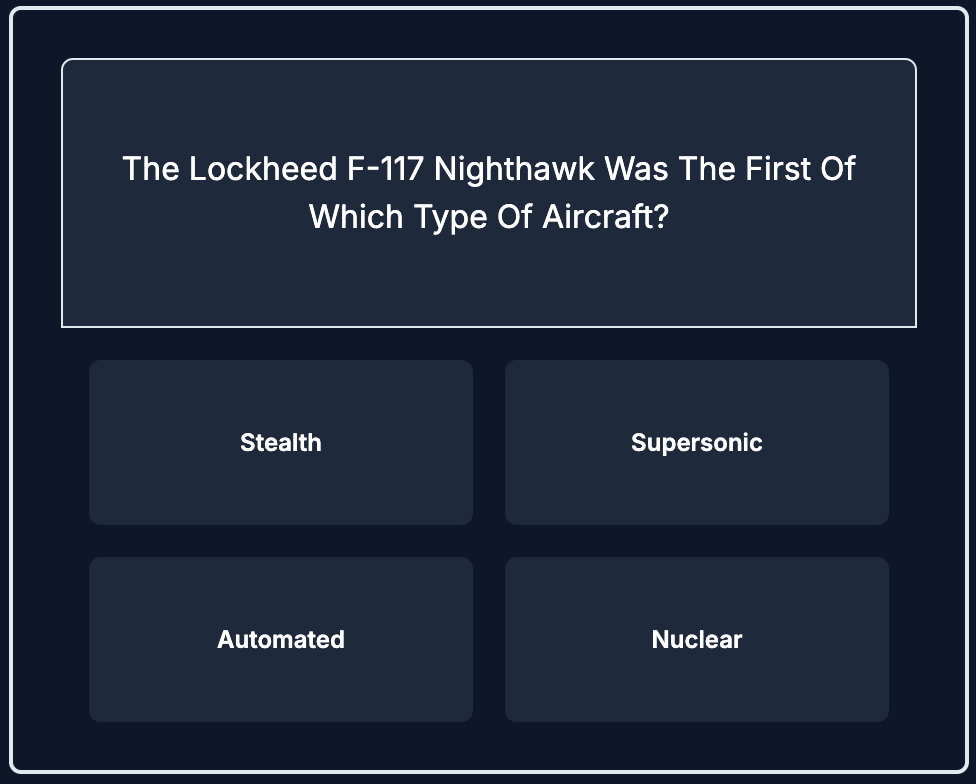 The Lockheed F-117 Nighthawk Was The First Of
Which Type Of Aircraft?
Stealth
Supersonic
Automated
Nuclear